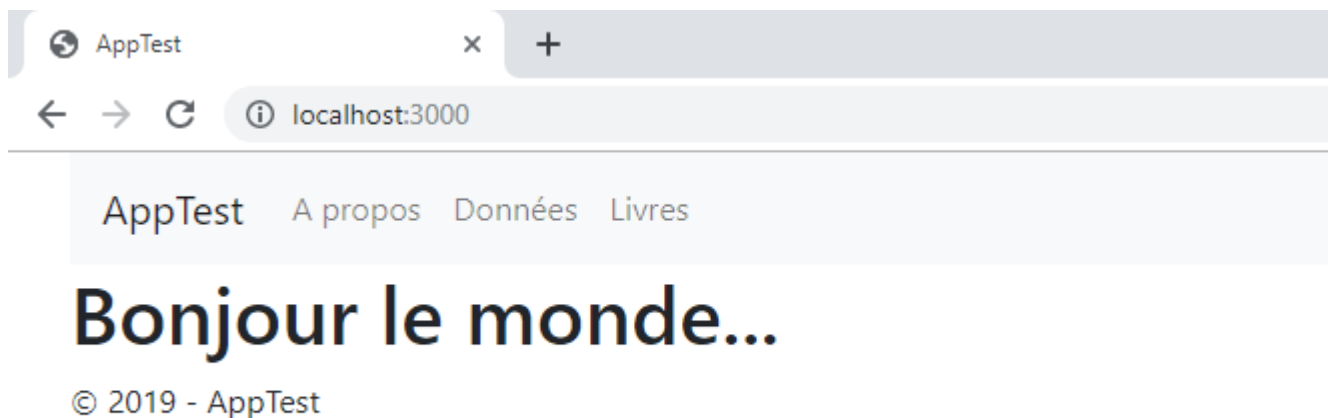 AppTest
localhost:3000
AppTest A propos Données Livres
Bonjour le monde...
© 2019 - AppTest